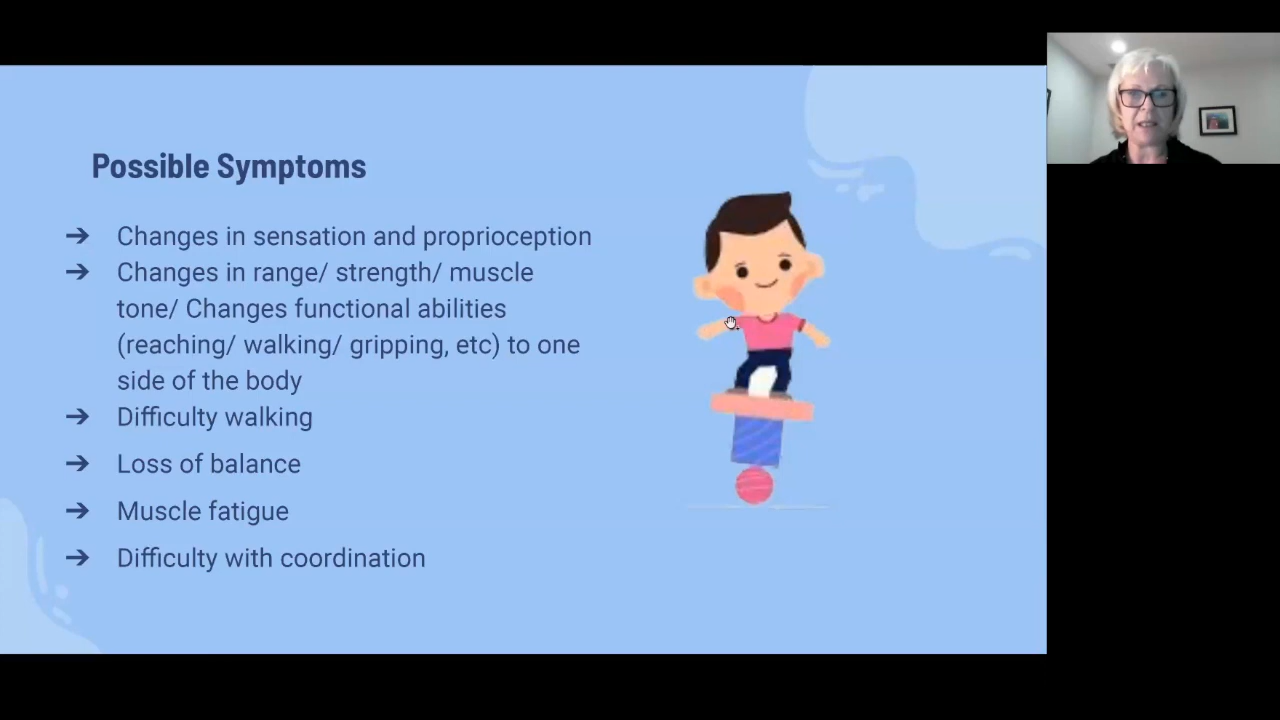 Possible Symptoms
➔ Changes in sensation and proprioception
➔ Changes in range/ strength/ muscle
tone/ Changes functional abilities
(reaching/ walking/ gripping, etc) to one
side of the body
➔ Difficulty walking
➔ Loss of balance
➔ Muscle fatigue
➔ Difficulty with coordination